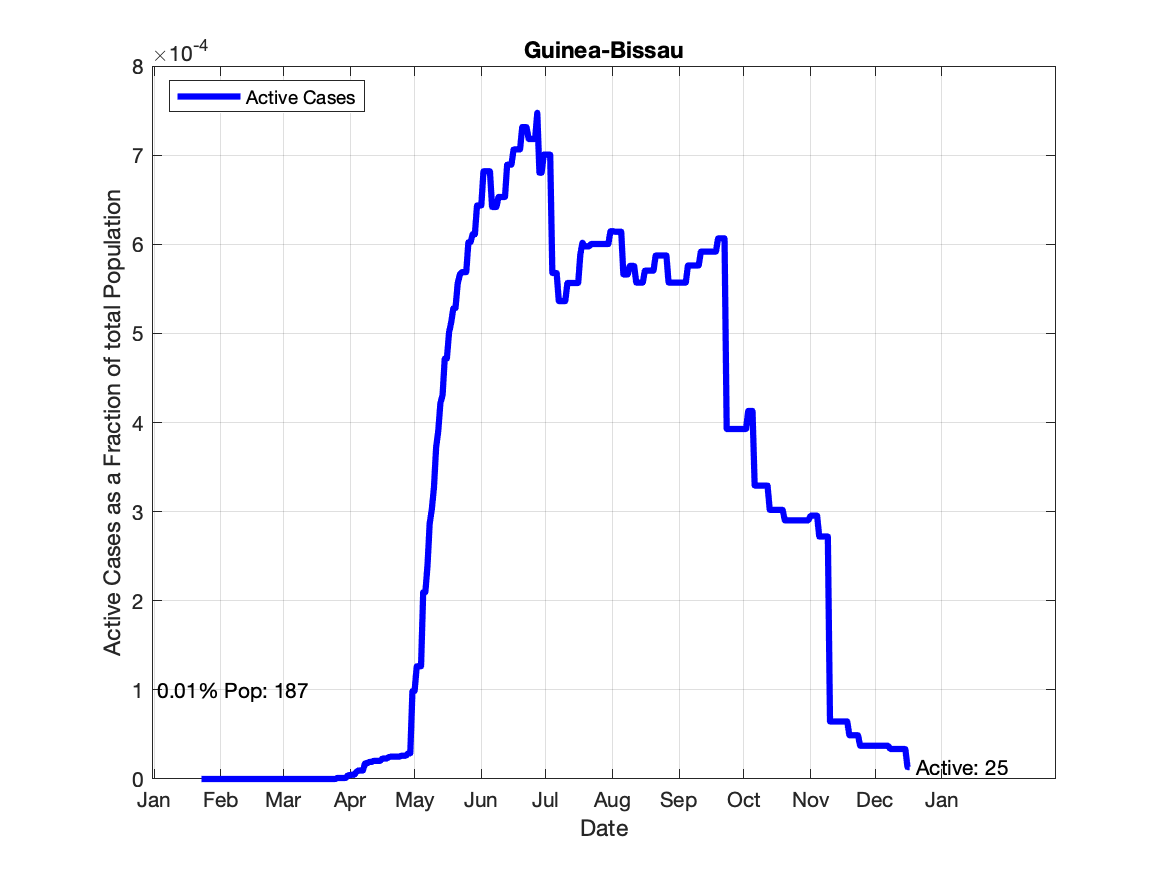 Guinea-Bissau
×10-4
Active Cases
8
7
6
5
4
3
2
1
0
Active Cases as a Fraction of total Population
0.01% Pop: 187
Active: 25
Jan Feb Mar Apr May Jun Jul Aug Sep Oct Nov Dec Jan
Date